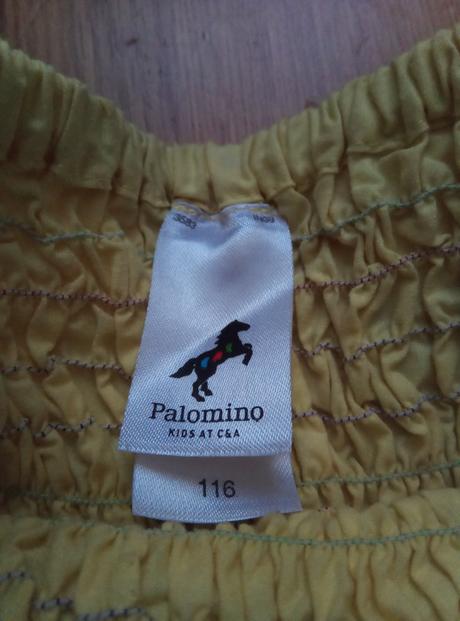 Palomino
KIDS AT C&A
116